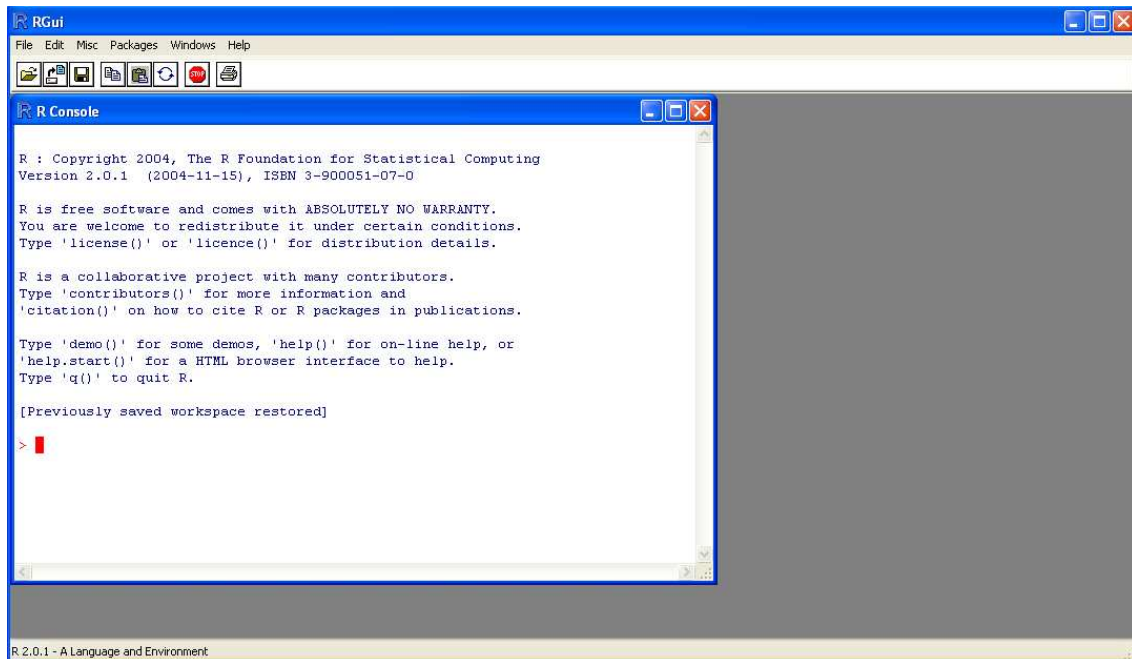 RGui
File Edit Misc Packages Windows Help
STOP
R Console
R : Copyright 2004, The R Foundation for Statistical Computing
Version 2.0.1  (2004-11-15), ISBN 3-900051-07-0
R is free software and comes with ABSOLUTELY NO WARRANTY.
You are welcome to redistribute it under certain conditions.
Type 'license()' or 'licence()' for distribution details.
R is a collaborative project with many contributors.
Type 'contributors()' for more information and
'citation()' on how to cite R or R packages in publications.
Type 'demo()' for some demos, 'help()' for on-line help, or
'help.start()' for a HTML browser interface to help.
Type 'q()' to quit R.
[Previously saved workspace restored]
>
R 2.0.1 - A Language and Environment